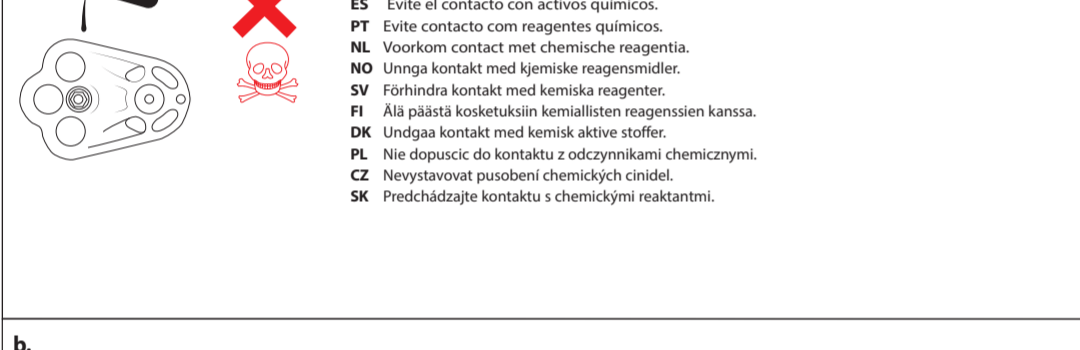 ES Evite el contacto con activos químicos.
PT Evite contacto com reagentes químicos.
NL Voorkom contact met chemische reagentia.
NO Unnga kontakt med kjemiske reagensmidler.
SV Förhindra kontakt med kemiska reagenter.
FI Älä päästä kosketuksiin kemiallisten reagenssien kanssa.
DK Undgaa kontakt med kemisk aktive stoffer.
PL Nie dopuscic do kontaktu z odczynnikami chemicznymi.
CZ Nevystavovat pusobení chemických cinidel.
SK Predchádzajte kontaktu s chemickými reaktantmi.
b.